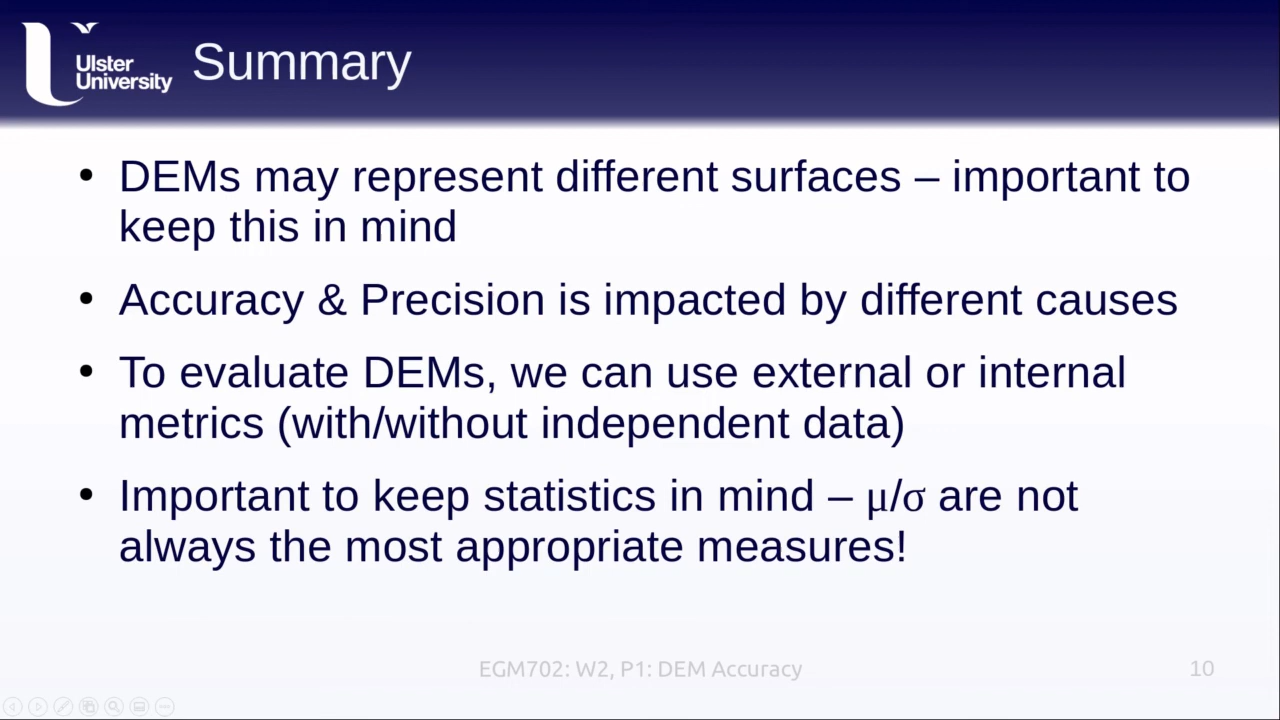 Ulster
University
Summary
• DEMs may represent different surfaces – important to
keep this in mind
• Accuracy & Precision is impacted by different causes
• To evaluate DEMs, we can use external or internal
metrics (with/without independent data)
• Important to keep statistics in mind – μ/σ are not
always the most appropriate measures!
EGM702: W2, P1: DEM Accuracy
10